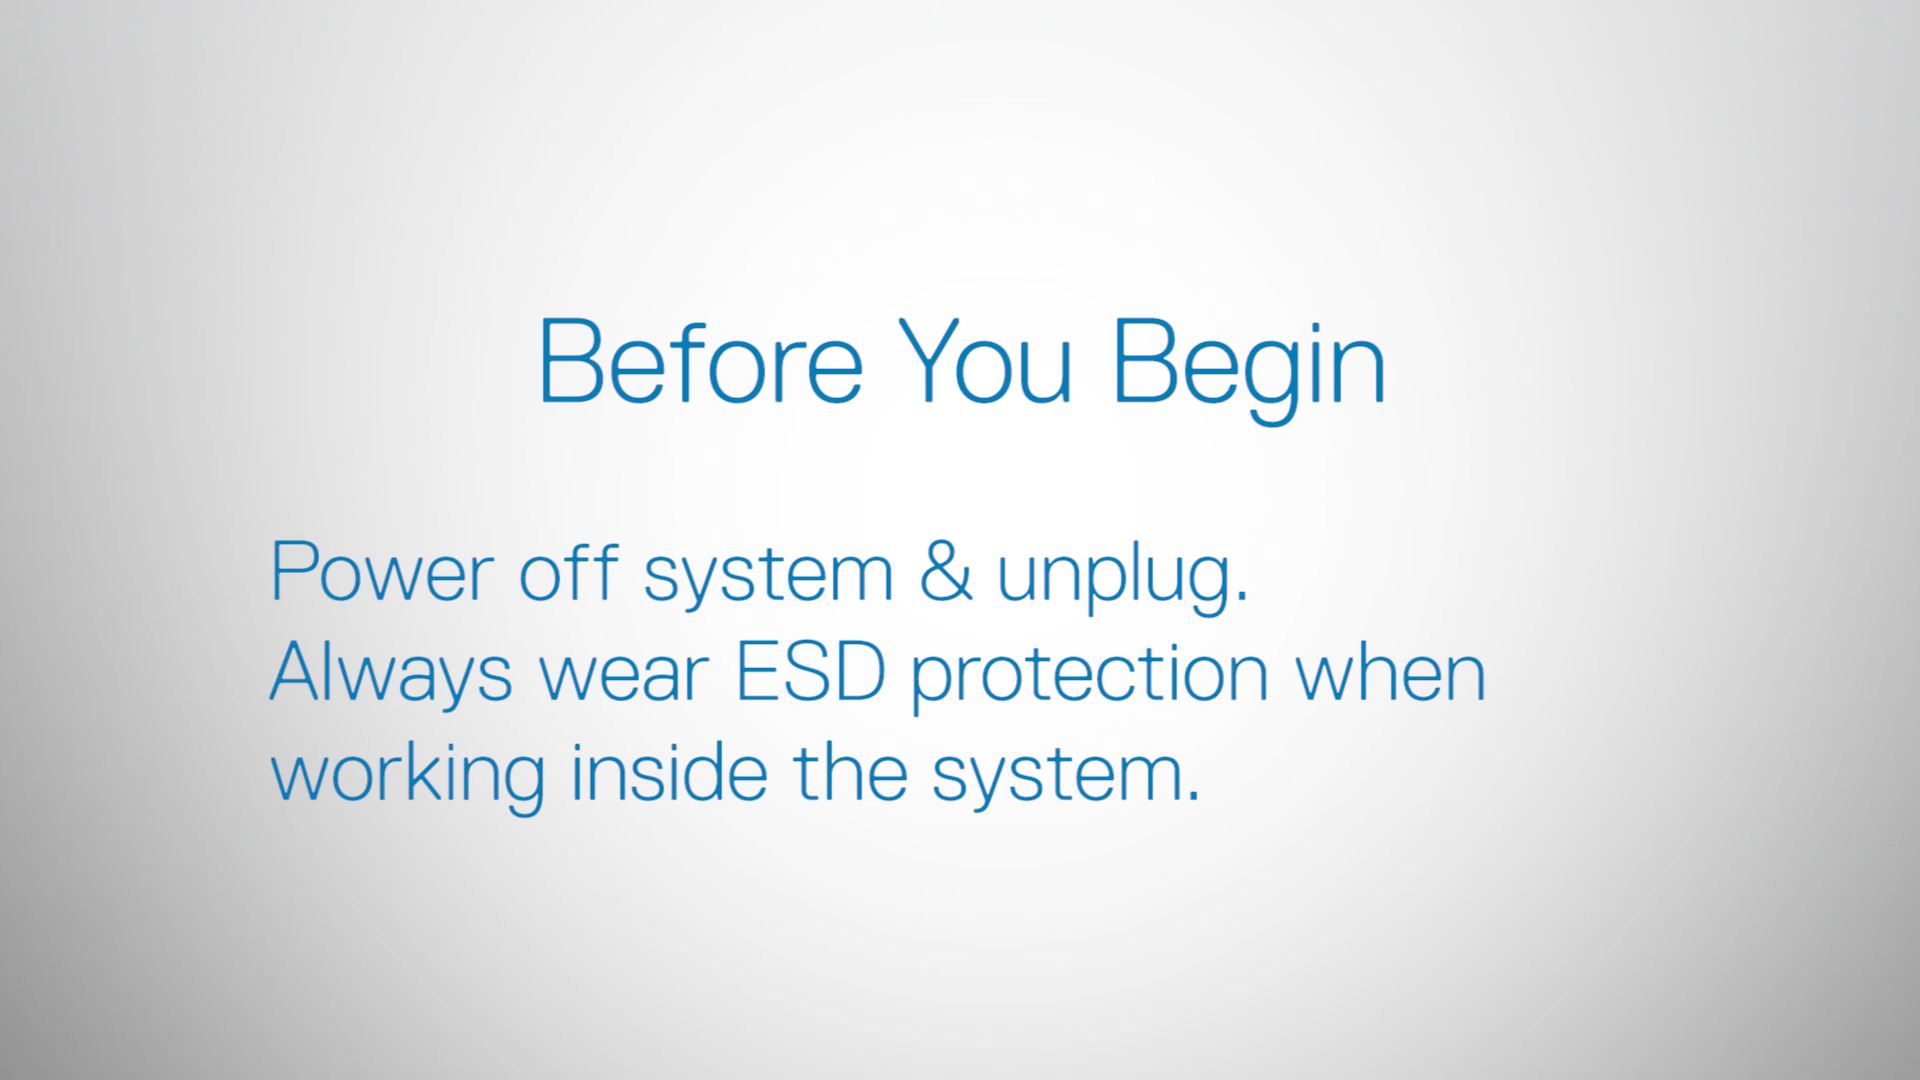 Before You Begin
Power off system & unplug.
Always wear ESD protection when
working inside the system.